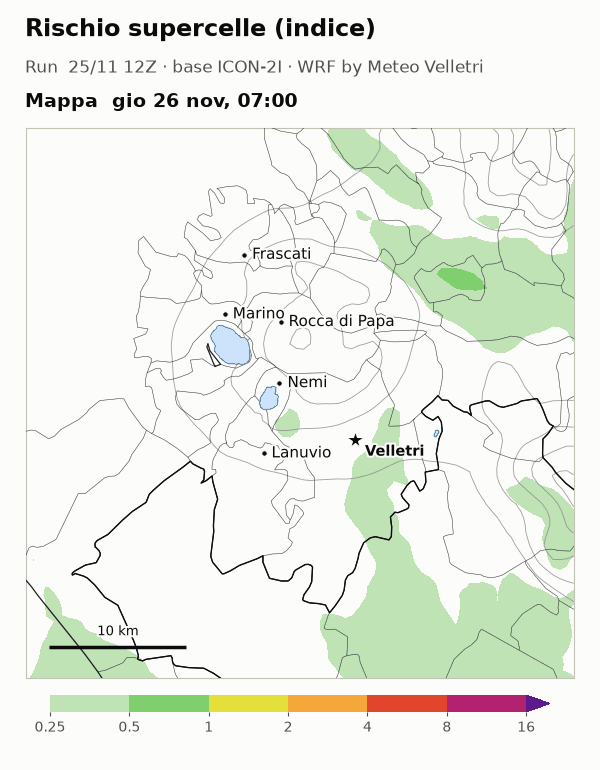 Rischio supercelle (indice)
Run  25/11 12Z · base ICON-2I · WRF by Meteo Velletri
Mappa  gio 26 nov, 07:00
Frascati
Marino
Rocca di Papa
Nemi
Velletri
Lanuvio
10 km
0.25 0.5 1 2 4 8 16